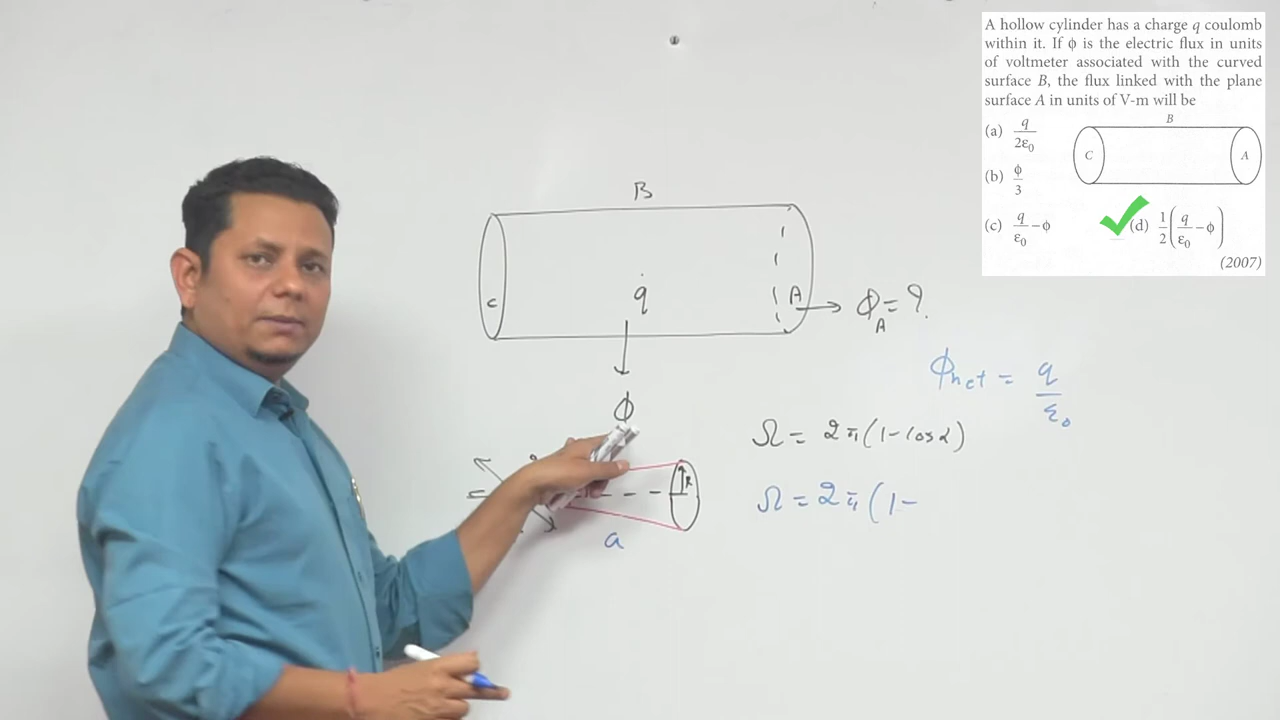 A hollow cylinder has a charge q coulomb
within it. If ϕ is the electric flux in units
of voltmeter associated with the curved
surface B, the flux linked with the plane
surface A in units of V-m will be
(a) q/2ε₀
(b) ϕ/3
(c) q/ε₀ − ϕ
(d) 1/2 (q/ε₀ − ϕ)
(2007)
B
C
A
B
C
q
A
ϕ_A = ?
ϕ
ϕnet = q/ε₀
Ω = 2π(1-cosα)
Ω = 2π(1-
R
a